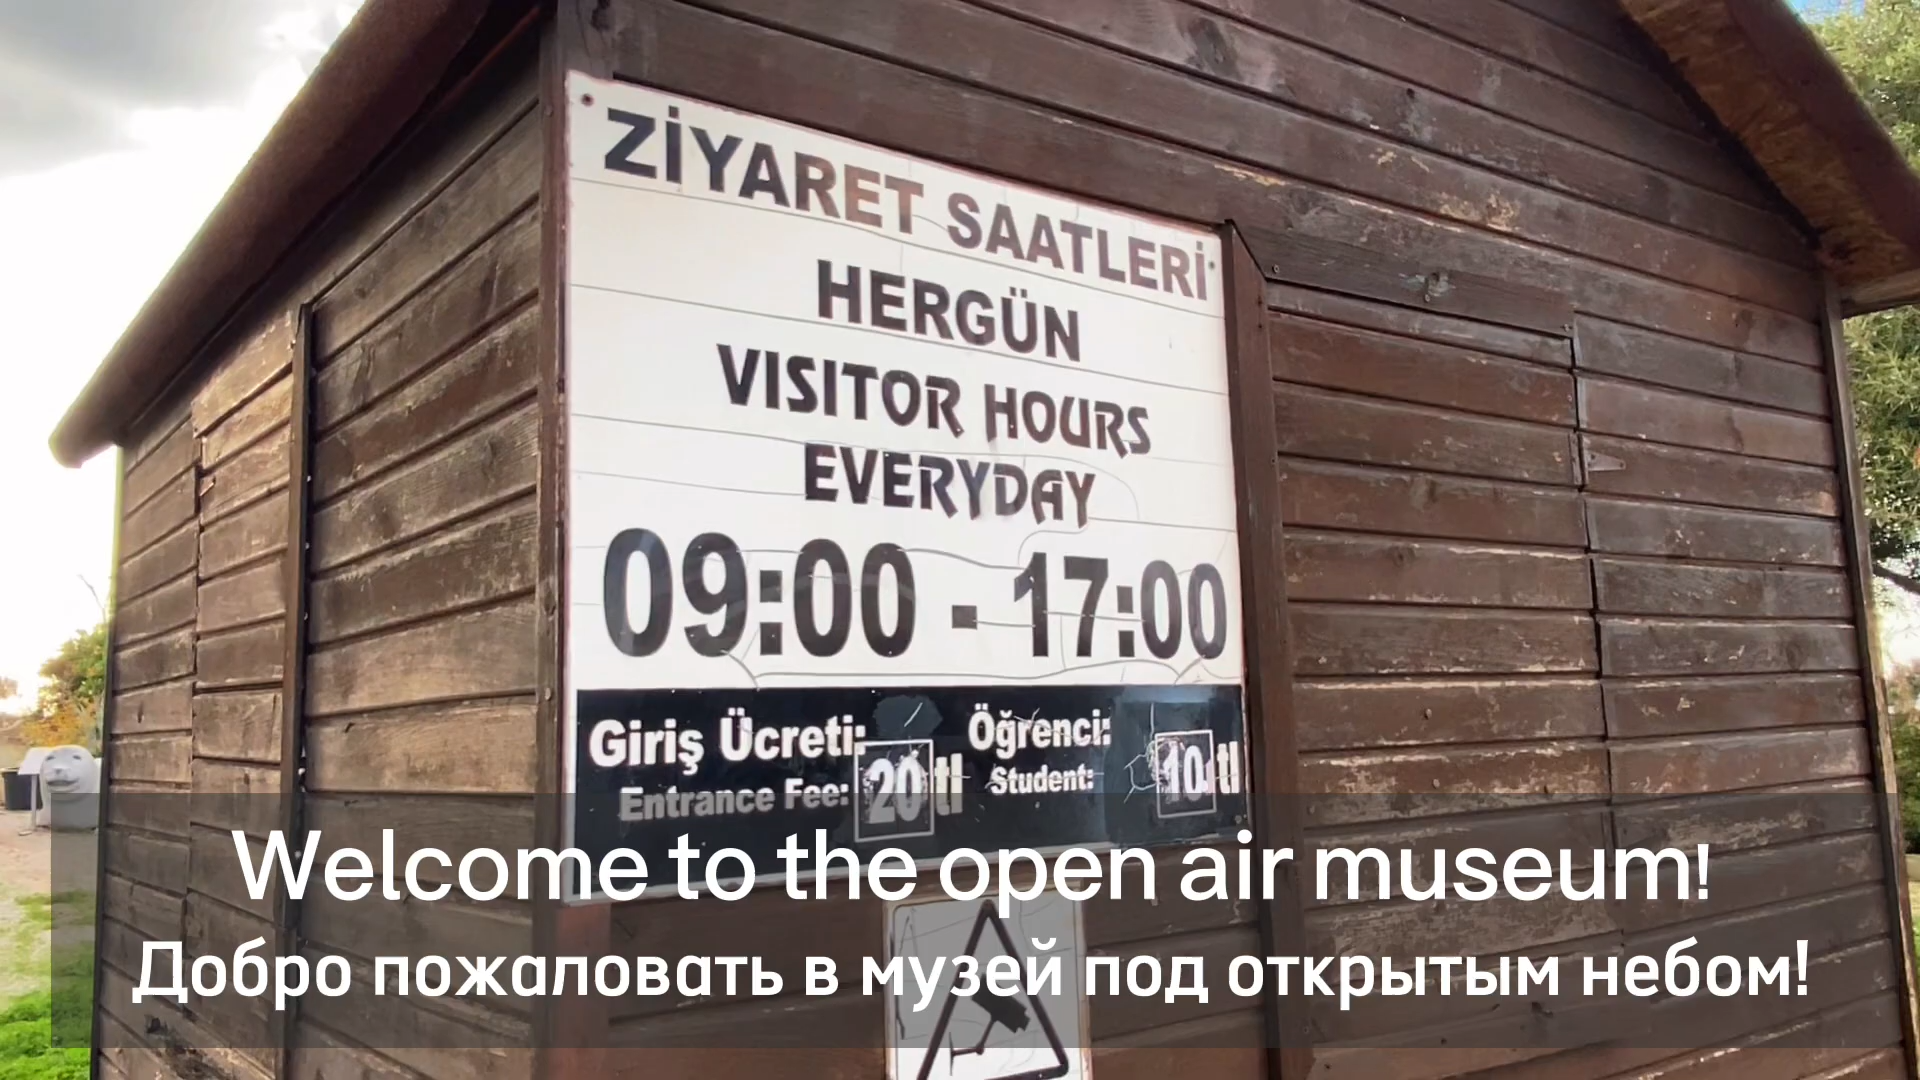 ZİYARET SAATLERİ
HERGÜN
VISITOR HOURS
EVERYDAY
09:00 - 17:00
Giriş Ücreti: 20 tl Öğrenci: 10 tl
Entrance Fee: Student:
Welcome to the open air museum!
Добро пожаловать в музей под открытым небом!